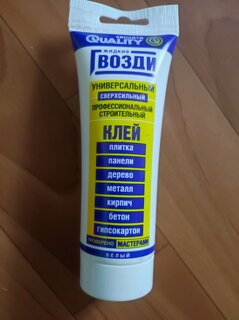 QUALITY
ЖИДКИЕ
ГВОЗДИ
УНИВЕРСАЛЬНЫЙ
СВЕРХСИЛЬНЫЙ
ПРОФЕССИОНАЛЬНЫЙ
СТРОИТЕЛЬНЫЙ
КЛЕЙ
плитка
панели
дерево
металл
кирпич
бетон
гипсокартон
ПРОВЕРЕНО МАСТЕРАМИ
БЕЛЫЙ